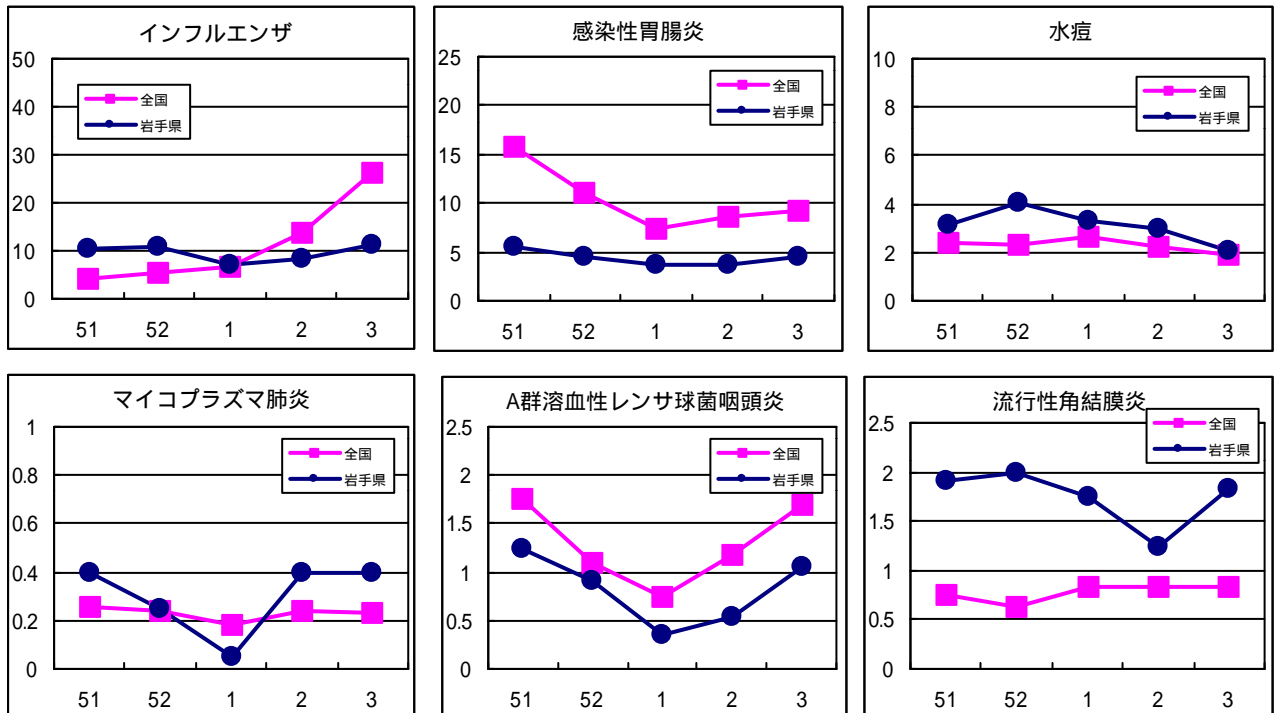 インフルエンザ
50
40
30
20
10
0
全国
岩手県
51 52 1 2 3
感染性胃腸炎
25
20
15
10
5
0
全国
岩手県
51 52 1 2 3
水痘
10
8
6
4
2
0
全国
岩手県
51 52 1 2 3
マイコプラズマ肺炎
1
0.8
0.6
0.4
0.2
0
全国
岩手県
51 52 1 2 3
A群溶血性レンサ球菌咽頭炎
2.5
2
1.5
1
0.5
0
全国
岩手県
51 52 1 2 3
流行性角結膜炎
2.5
2
1.5
1
0.5
0
全国
岩手県
51 52 1 2 3